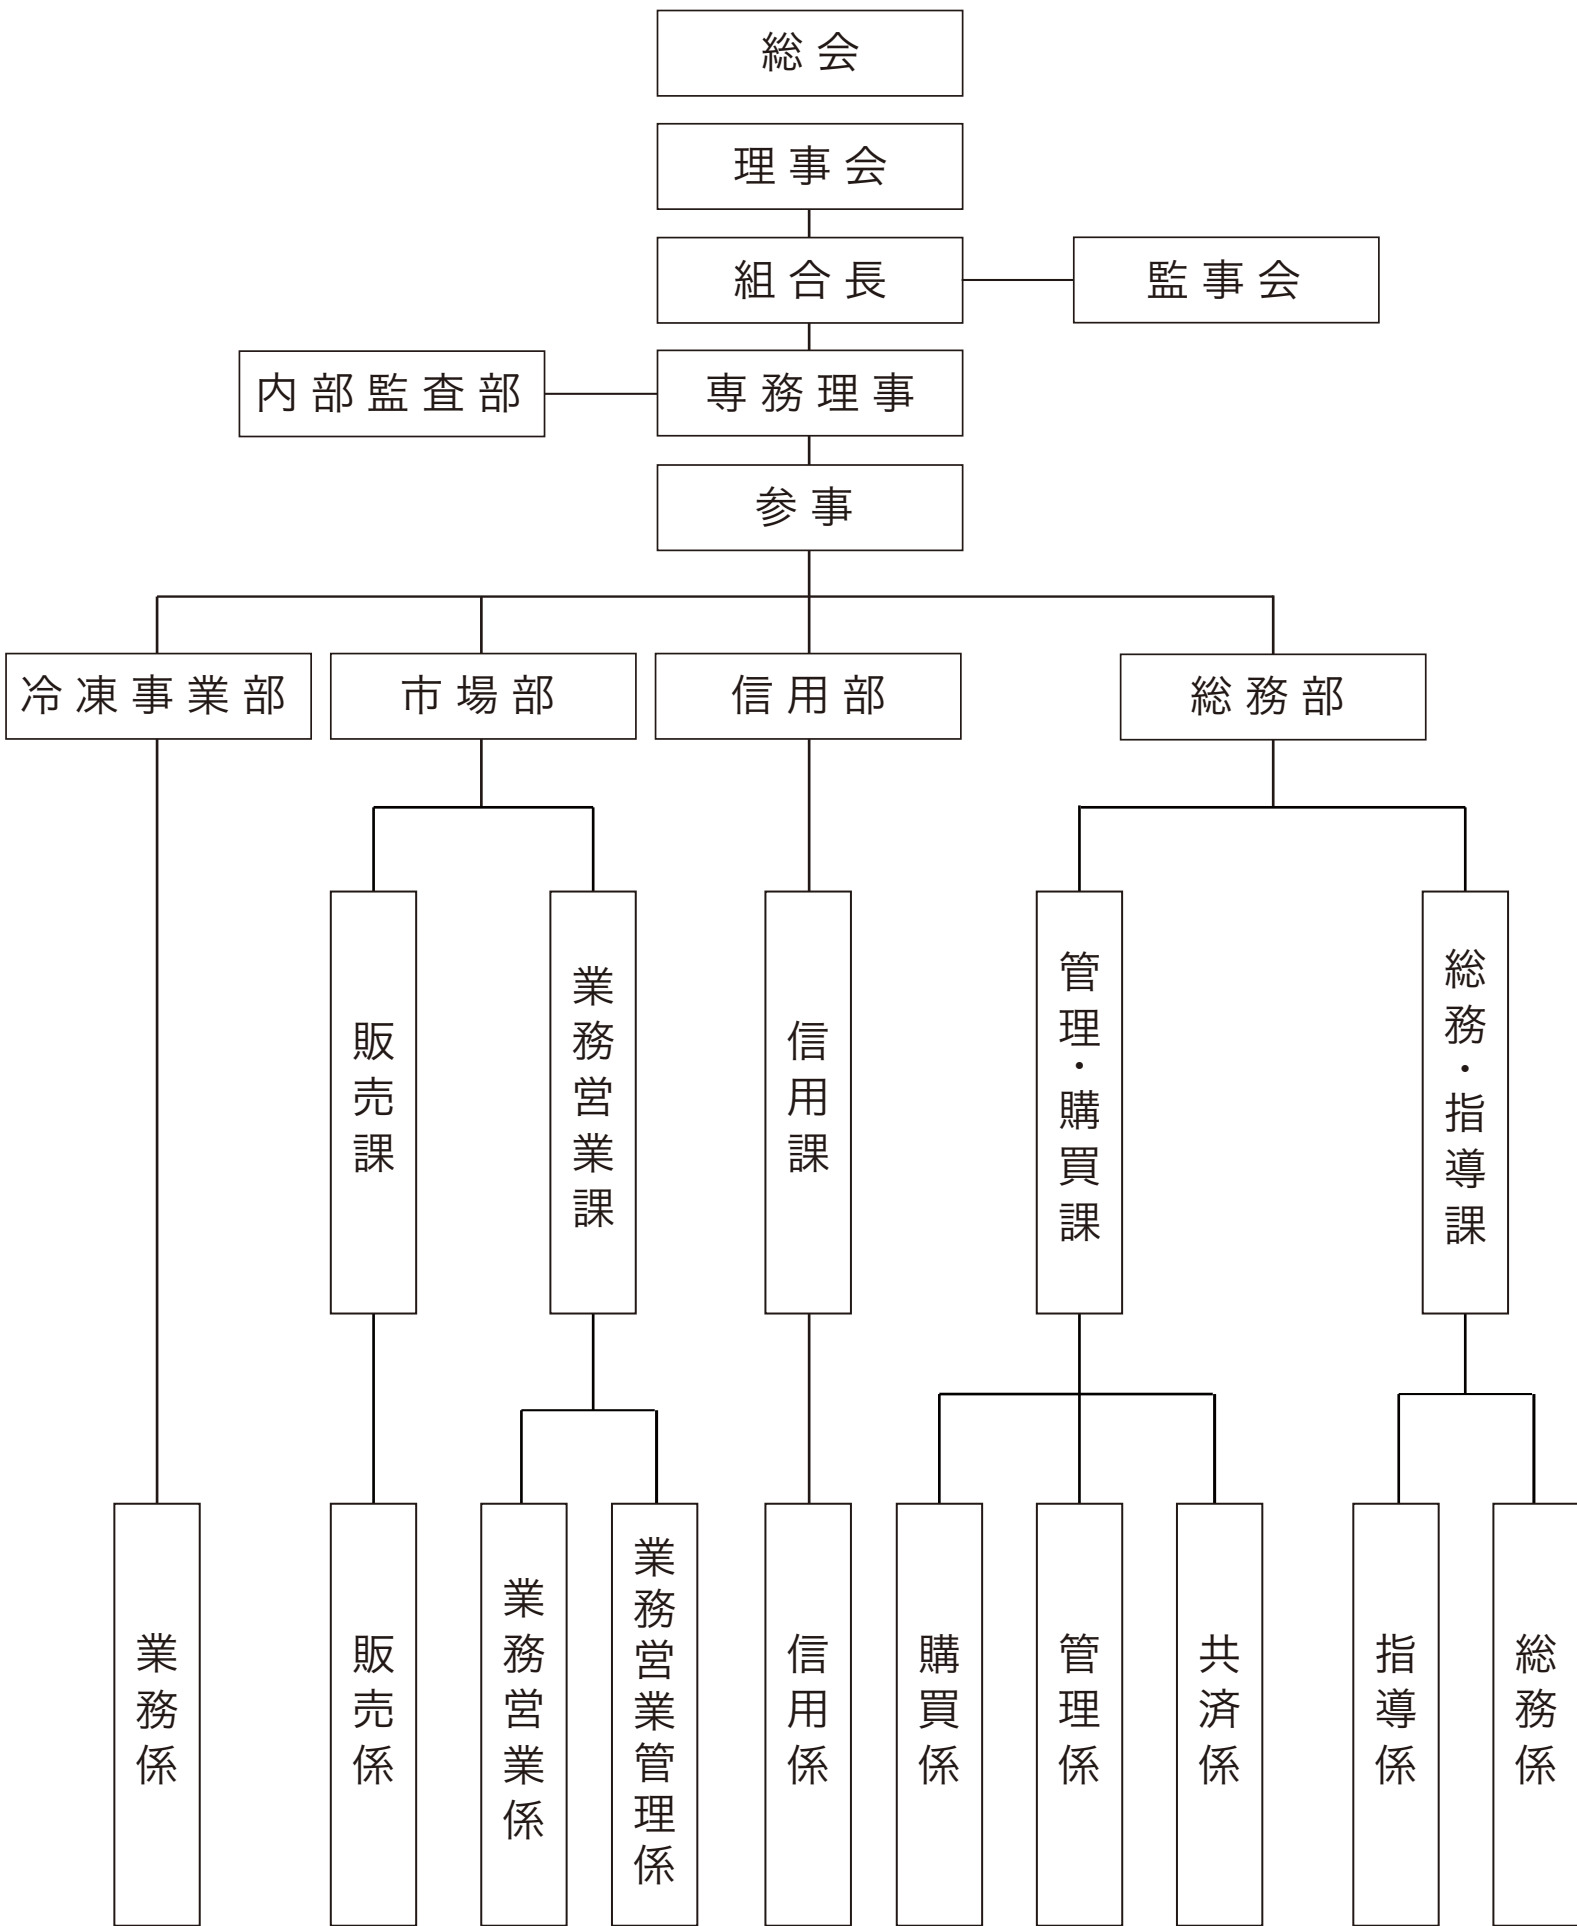 総会
理事会
組合長
監事会
内部監査部
専務理事
参事
冷凍事業部
市場部
信用部
総務部
販売課
業務営業課
信用課
管理・購買課
総務・指導課
業務係
販売係
業務営業係
業務営業管理係
信用係
購買係
管理係
共済係
指導係
総務係